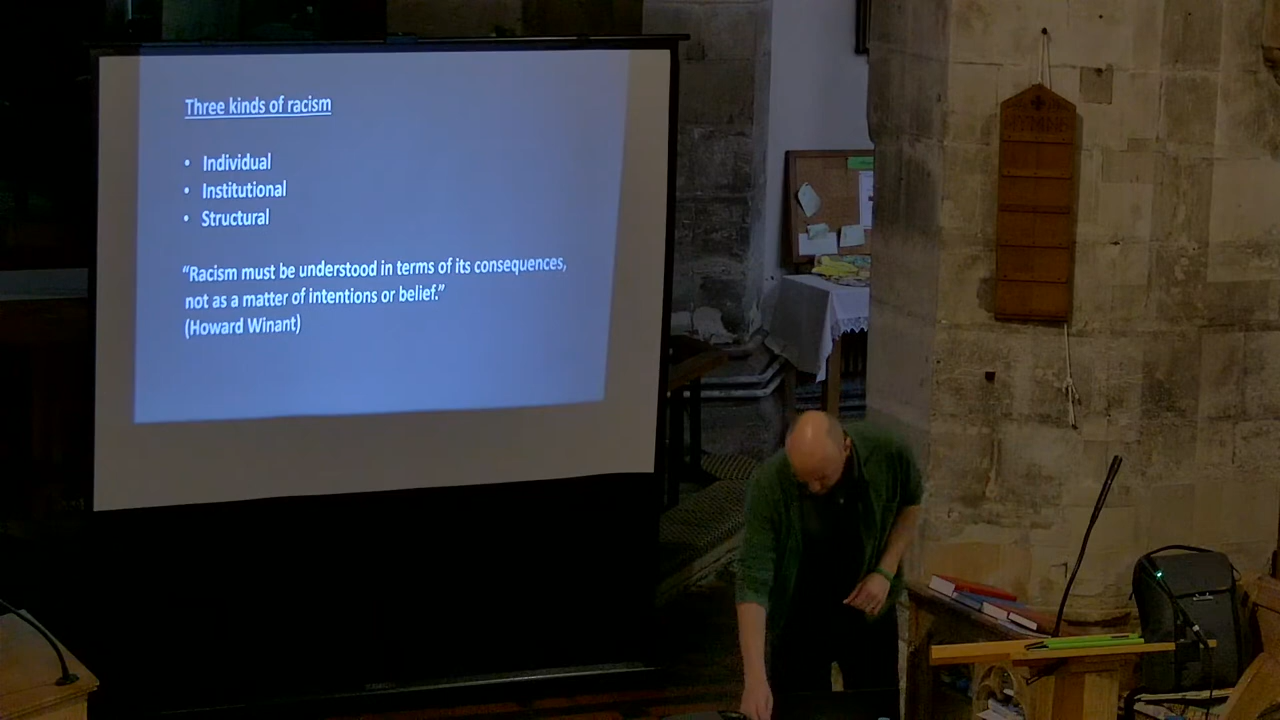 Three kinds of racism
• Individual
• Institutional
• Structural
“Racism must be understood in terms of its consequences,
not as a matter of intentions or belief.”
(Howard Winant)
HYMNS